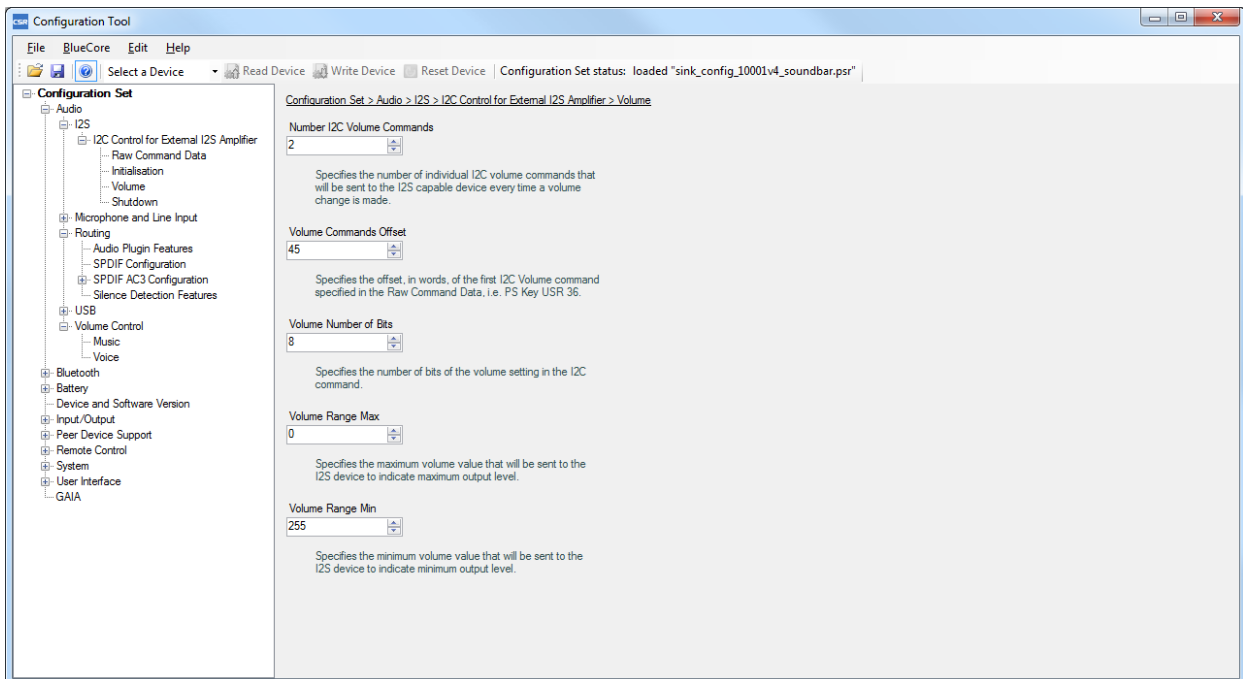 CSR Configuration Tool
File BlueCore Edit Help
Select a Device Read Device Write Device Reset Device Configuration Set status: loaded "sink_config_10001v4_soundbar.psr"
Configuration Set
Audio
I2S
I2C Control for External I2S Amplifier
Raw Command Data
Initialisation
Volume
Shutdown
Microphone and Line Input
Routing
Audio Plugin Features
SPDIF Configuration
SPDIF AC3 Configuration
Silence Detection Features
USB
Volume Control
Music
Voice
Bluetooth
Battery
Device and Software Version
Input/Output
Peer Device Support
Remote Control
System
User Interface
GAIA
Configuration Set > Audio > I2S > I2C Control for External I2S Amplifier > Volume
Number I2C Volume Commands
2
Specifies the number of individual I2C volume commands that
will be sent to the I2S capable device every time a volume
change is made.
Volume Commands Offset
45
Specifies the offset, in words, of the first I2C Volume command
specified in the Raw Command Data, i.e. PS Key USR 36.
Volume Number of Bits
8
Specifies the number of bits of the volume setting in the I2C
command.
Volume Range Max
0
Specifies the maximum volume value that will be sent to the
I2S device to indicate maximum output level.
Volume Range Min
255
Specifies the minimum volume value that will be sent to the
I2S device to indicate minimum output level.